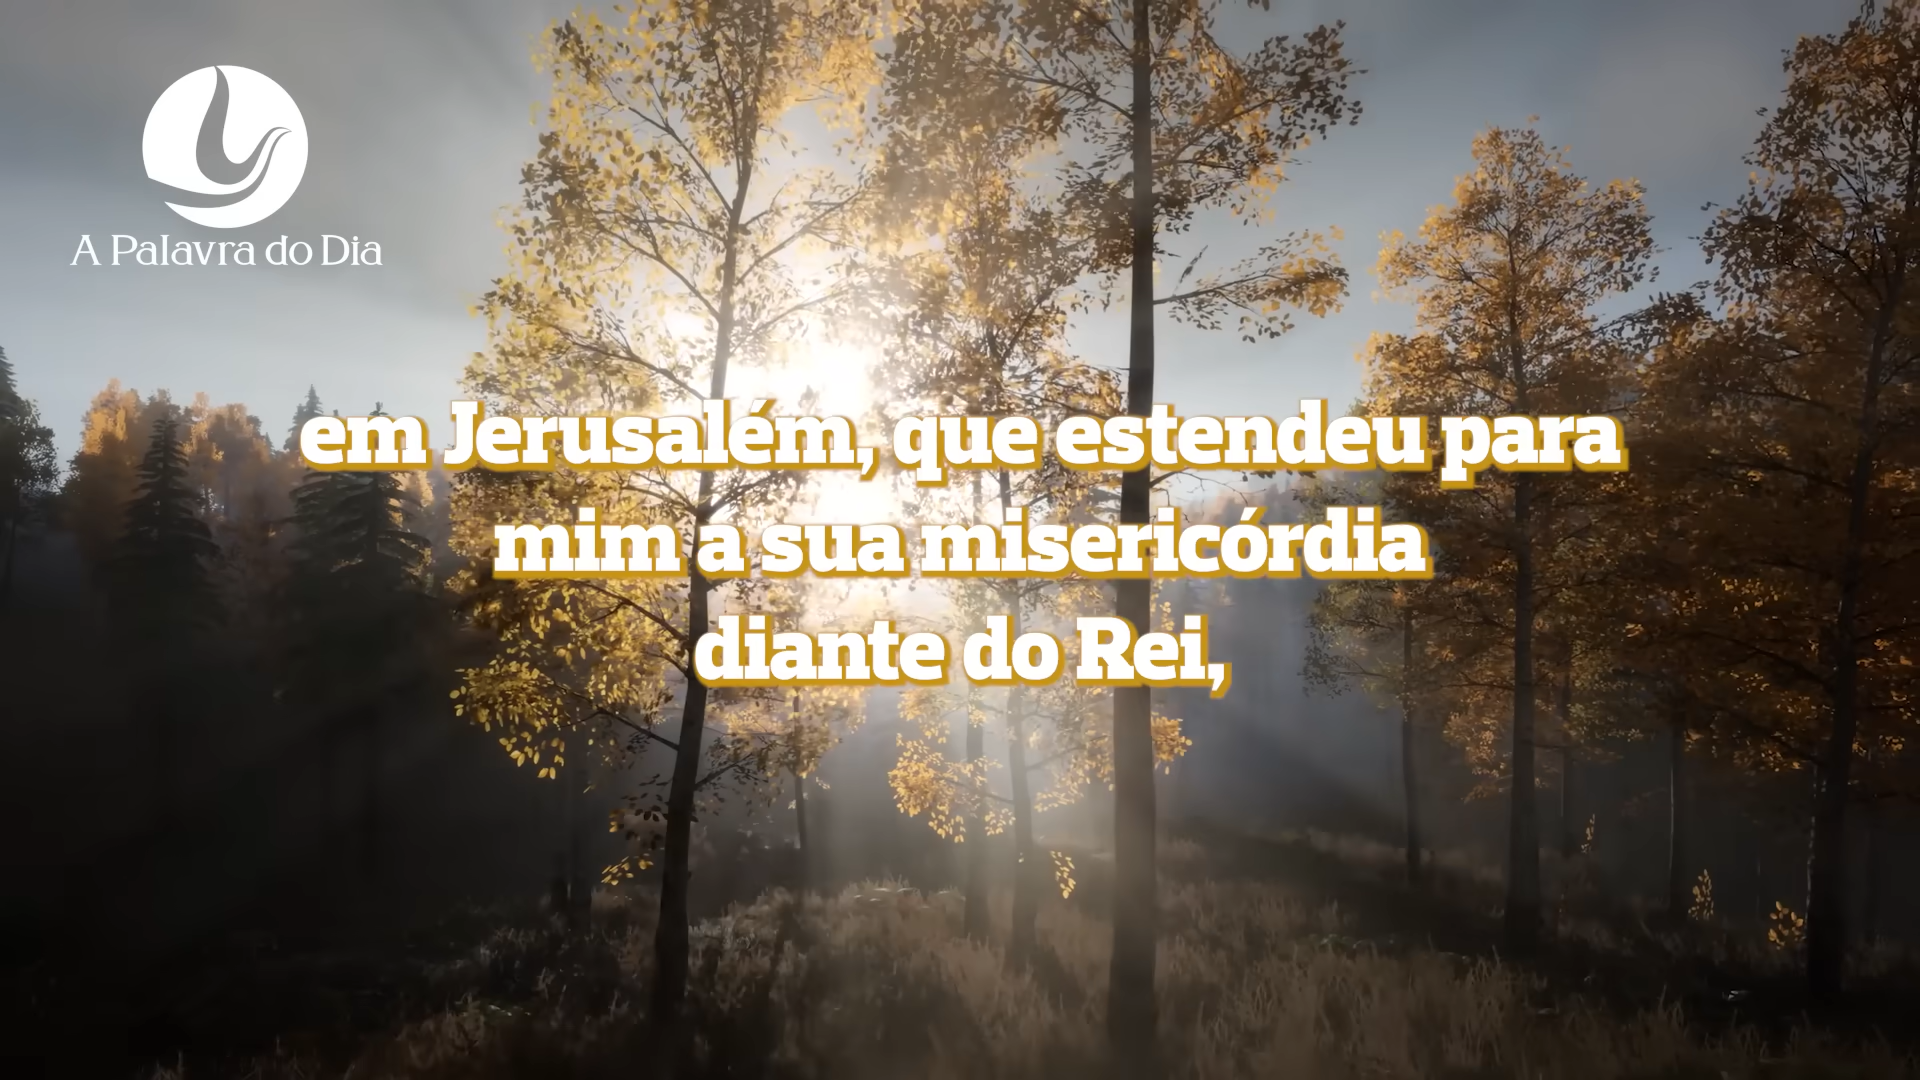 A Palavra do Dia
em Jerusalém, que estendeu para
mim a sua misericórdia
diante do Rei,